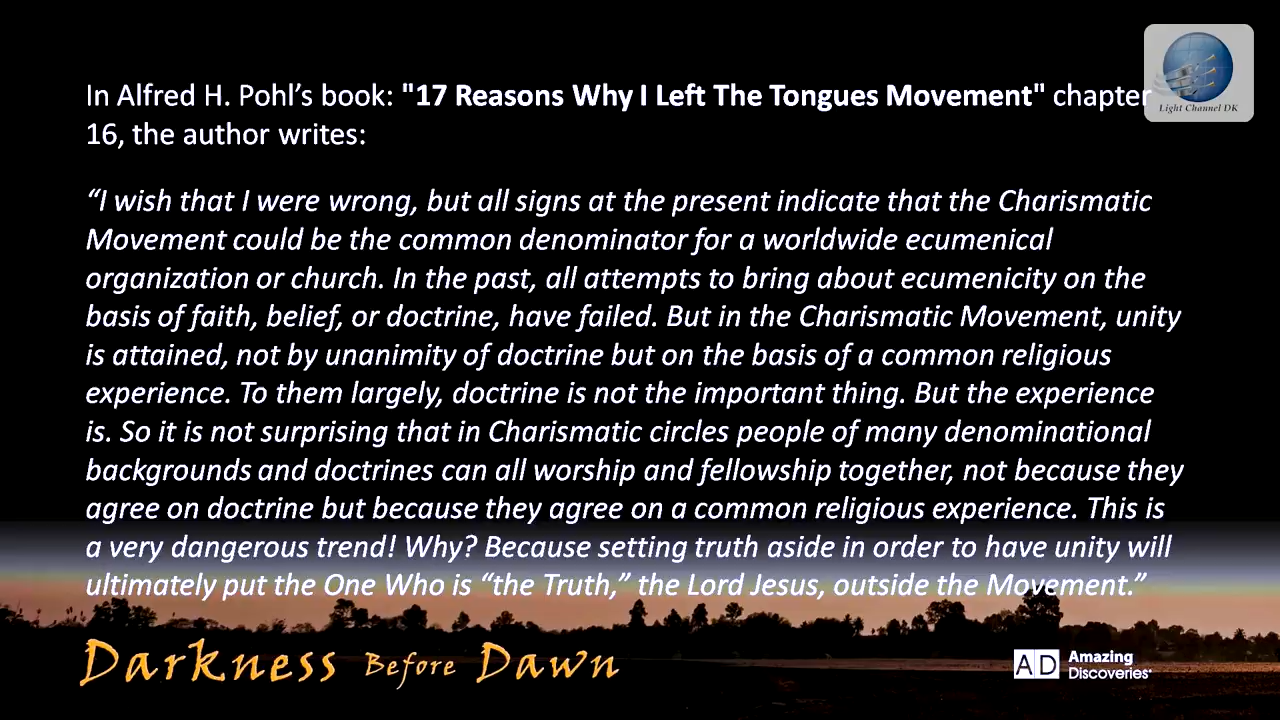 In Alfred H. Pohl's book: "17 Reasons Why I Left The Tongues Movement" chapter
16, the author writes:
“I wish that I were wrong, but all signs at the present indicate that the Charismatic
Movement could be the common denominator for a worldwide ecumenical
organization or church. In the past, all attempts to bring about ecumenicity on the
basis of faith, belief, or doctrine, have failed. But in the Charismatic Movement, unity
is attained, not by unanimity of doctrine but on the basis of a common religious
experience. To them largely, doctrine is not the important thing. But the experience
is. So it is not surprising that in Charismatic circles people of many denominational
backgrounds and doctrines can all worship and fellowship together, not because they
agree on doctrine but because they agree on a common religious experience. This is
a very dangerous trend! Why? Because setting truth aside in order to have unity will
ultimately put the One Who is “the Truth,” the Lord Jesus, outside the Movement.”
Light Channel DK
Darkness Before Dawn
AD Amazing
Discoveries